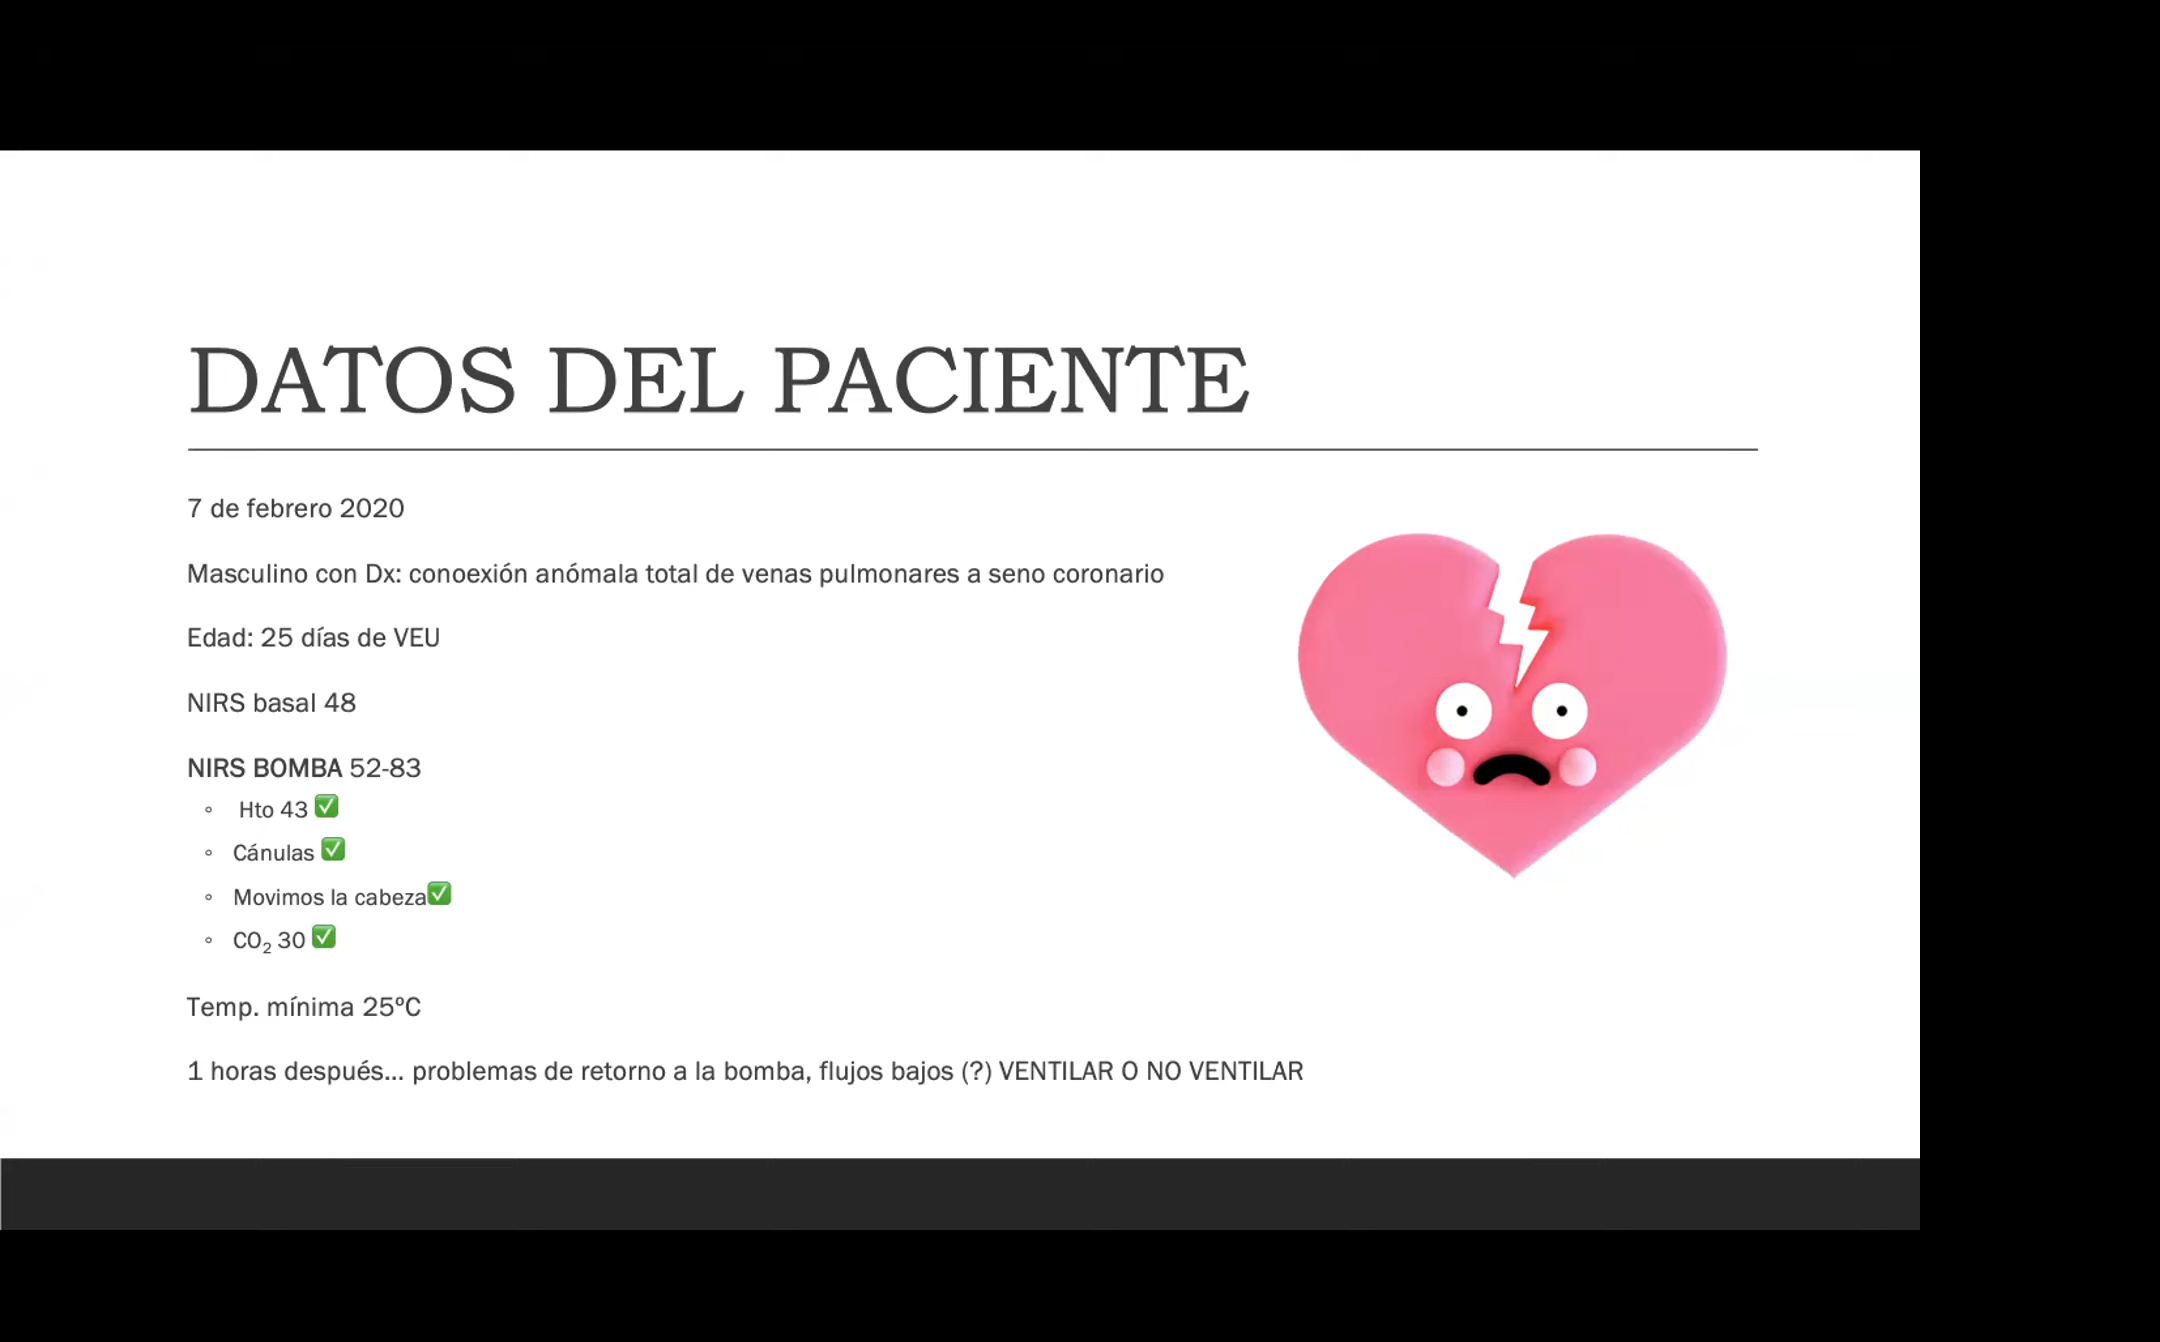 DATOS DEL PACIENTE
7 de febrero 2020
Masculino con Dx: conoexión anómala total de venas pulmonares a seno coronario
Edad: 25 días de VEU
NIRS basal 48
NIRS BOMBA 52-83
◦ Hto 43 ✅
◦ Cánulas ✅
◦ Movimos la cabeza✅
◦ CO₂ 30 ✅
Temp. mínima 25ºC
1 horas después... problemas de retorno a la bomba, flujos bajos (?) VENTILAR O NO VENTILAR